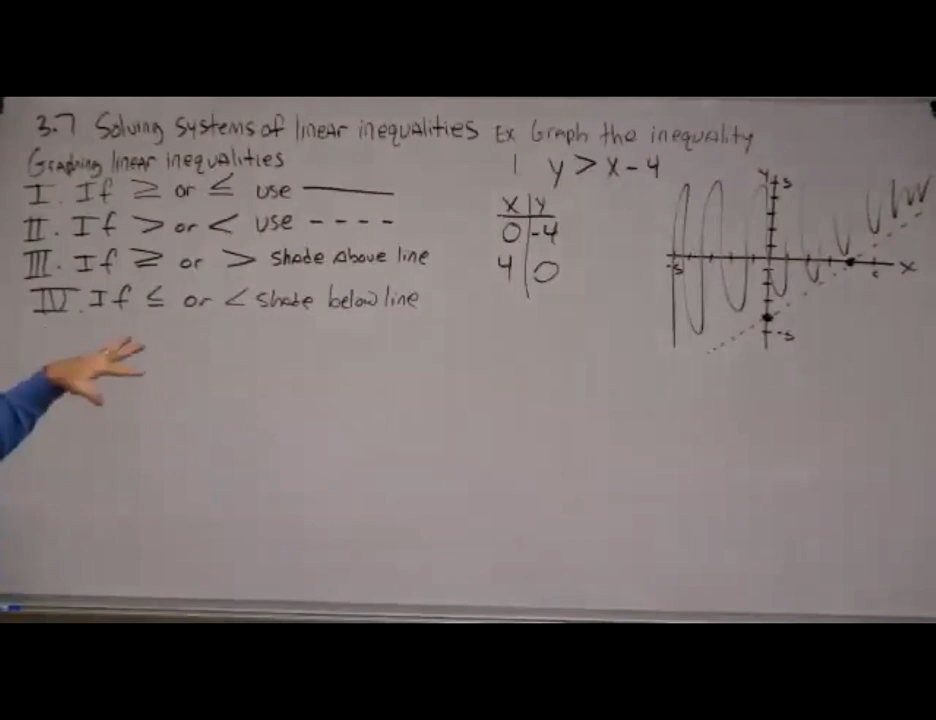 3.7 Solving systems of linear inequalities
Graphing linear inequalities
I. If ≥ or ≤ use ———
II. If > or < use - - - -
III. If ≥ or > shade Above line
IV. If ≤ or < shade below line
Ex Graph the inequality
1 y > x - 4
x | y
0 | -4
4 | 0
y
5
-5
x
-5